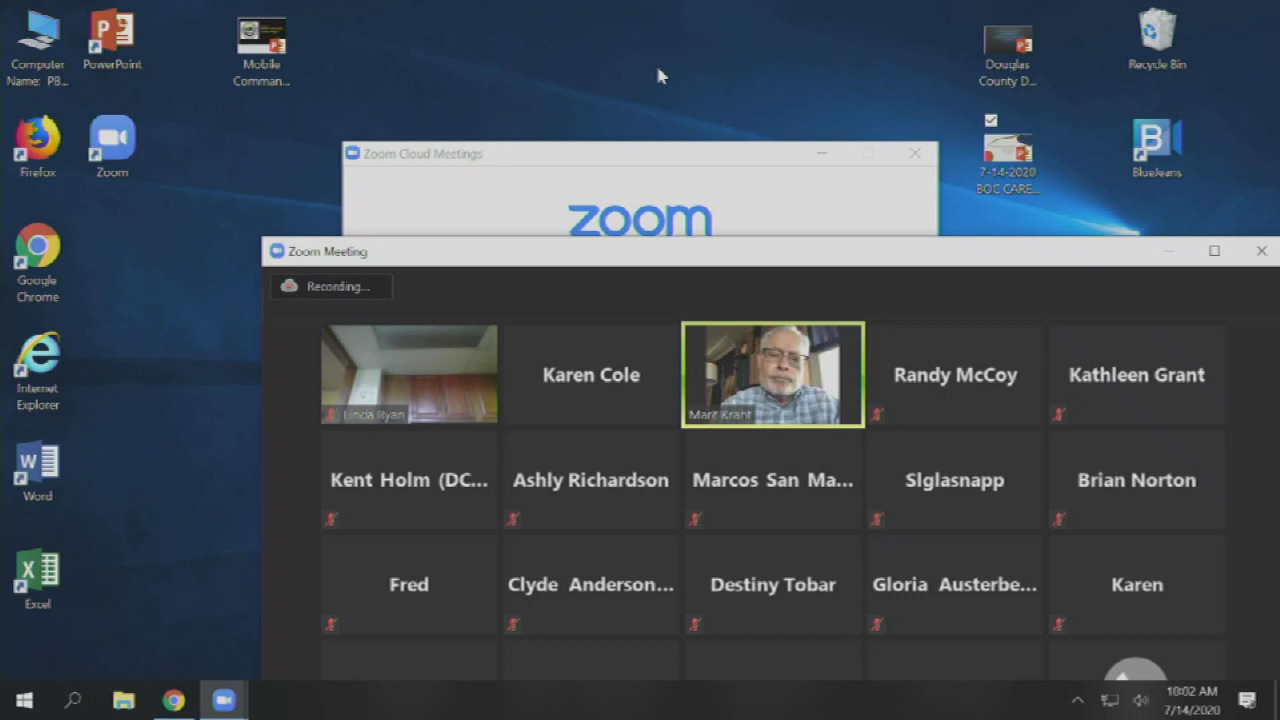 Computer
Name: PB...
PowerPoint
Mobile
Comman...
Douglas
County D...
Recycle Bin
Firefox
Zoom
7-14-2020
BOC CARE...
BlueJeans
Google
Chrome
Internet
Explorer
Word
Excel
Zoom Cloud Meetings
zoom
Zoom Meeting
Recording...
Linda Ryan
Karen Cole
Marc Kraft
Randy McCoy
Kathleen Grant
Kent Holm (DC...
Ashly Richardson
Marcos San Ma...
Slglasnapp
Brian Norton
Fred
Clyde Anderson...
Destiny Tobar
Gloria Austerbe...
Karen
10:02 AM
7/14/2020